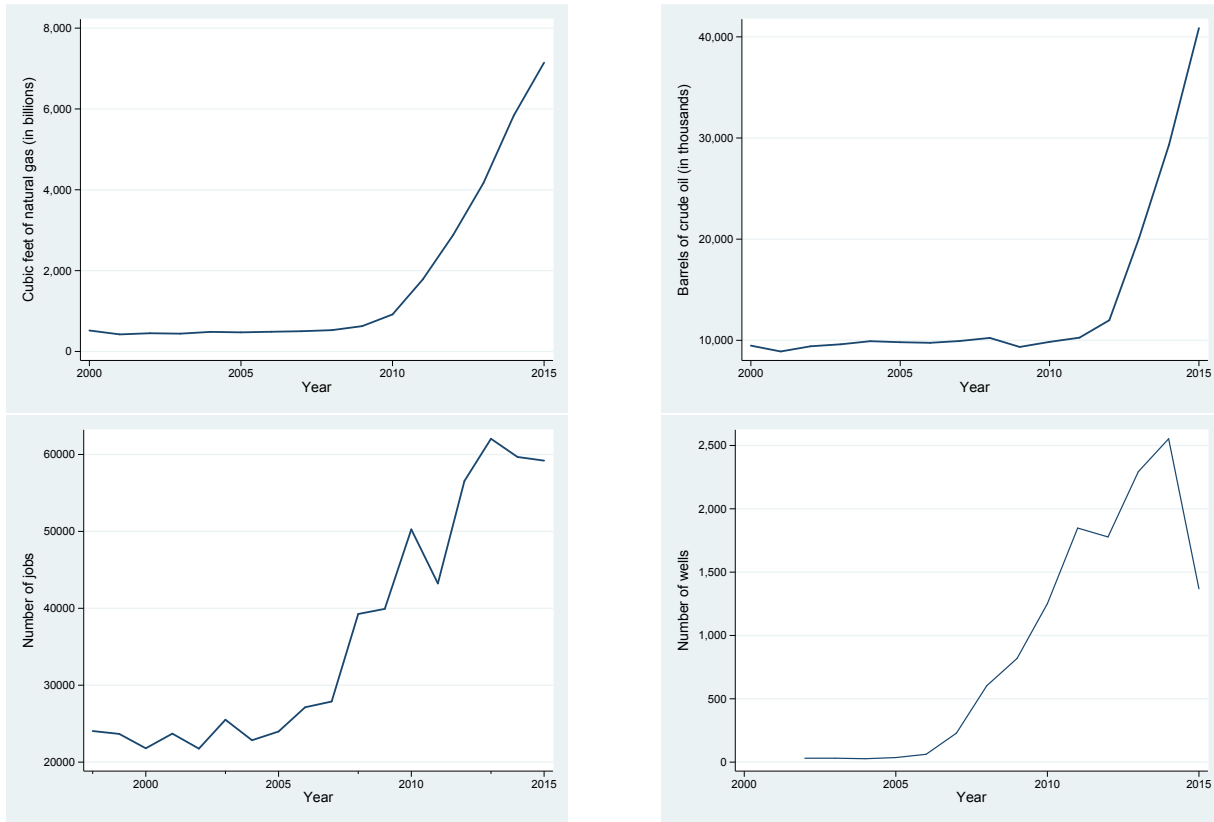 8,000
6,000
4,000
2,000
0
Cubic feet of natural gas (in billions)
2000 2005 2010 2015
Year
40,000
30,000
20,000
10,000
Barrels of crude oil (in thousands)
2000 2005 2010 2015
Year
60000
50000
40000
30000
20000
Number of jobs
2000 2005 2010 2015
Year
2,500
2,000
1,500
1,000
500
0
Number of wells
2000 2005 2010 2015
Year